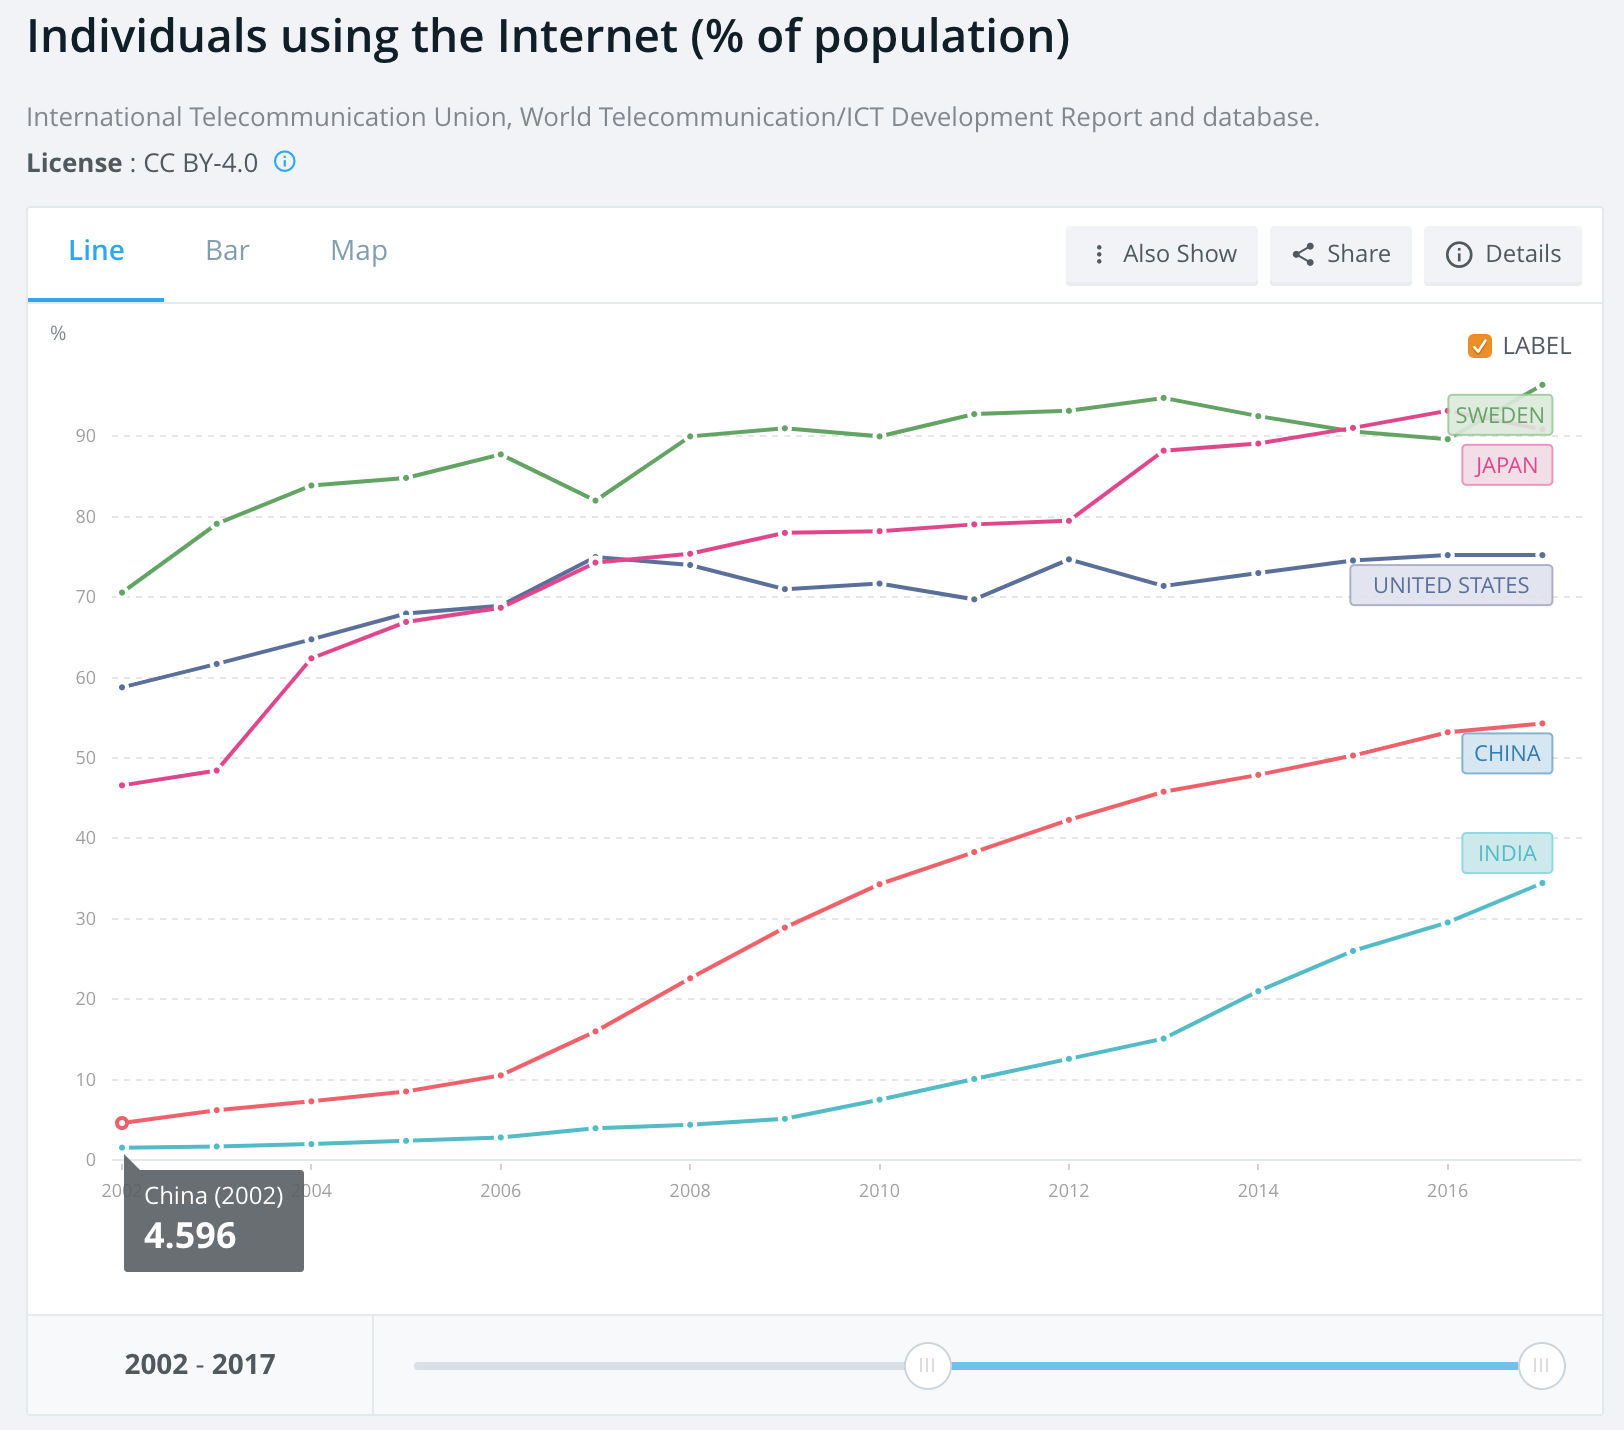 Individuals using the Internet (% of population)
International Telecommunication Union, World Telecommunication/ICT Development Report and database.
License : CC BY-4.0
Line Bar Map Also Show Share Details
%
LABEL
SWEDEN
90
JAPAN
80
UNITED STATES
70
60
CHINA
50
40
INDIA
30
20
10
0
2002 2004 2006 2008 2010 2012 2014 2016
China (2002)
4.596
2002 - 2017